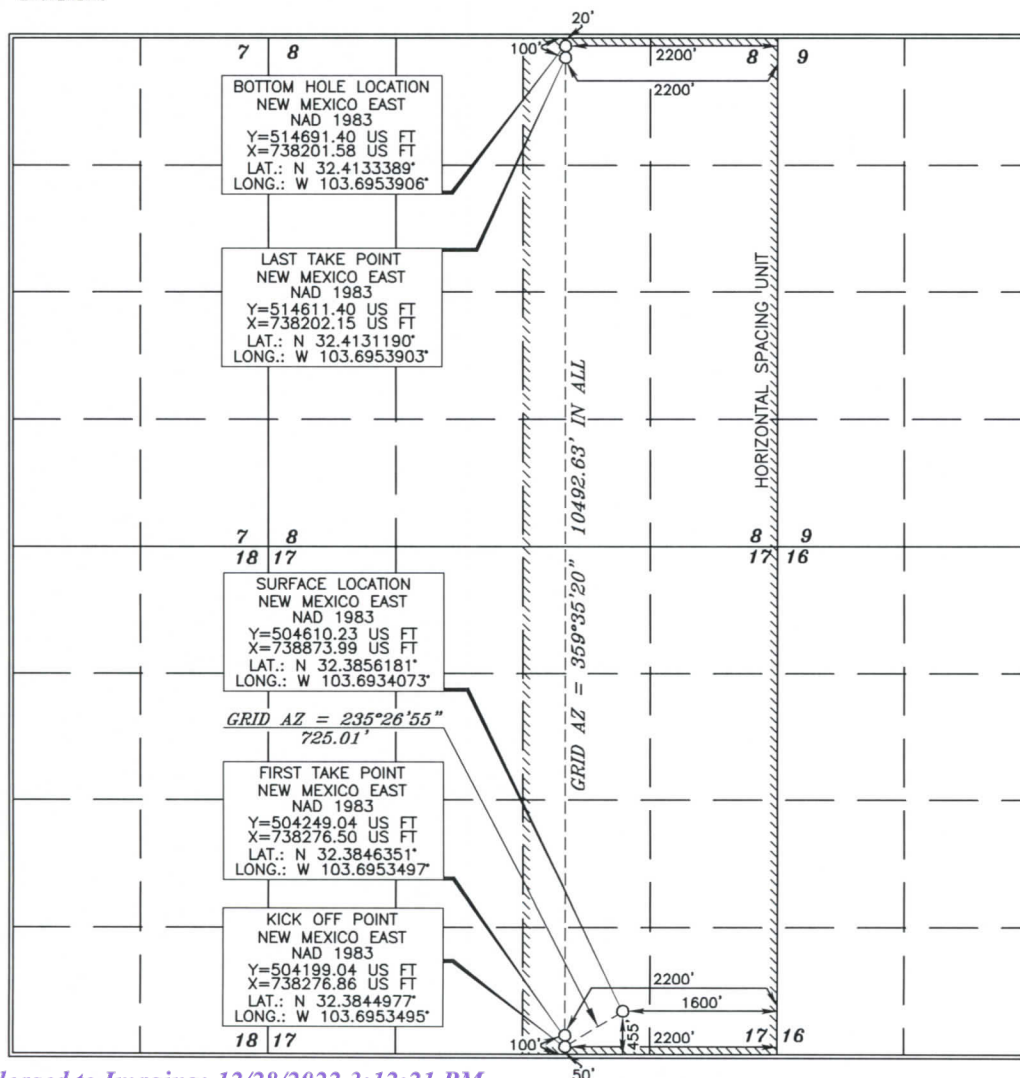 20'
7 8
100'
2200'
8 9
2200'
BOTTOM HOLE LOCATION
NEW MEXICO EAST
NAD 1983
Y=514691.40 US FT
X=738201.58 US FT
LAT.: N 32.4133389°
LONG.: W 103.6953906°
LAST TAKE POINT
NEW MEXICO EAST
NAD 1983
Y=514611.40 US FT
X=738202.15 US FT
LAT.: N 32.4131190°
LONG.: W 103.6953903°
HORIZONTAL SPACING UNIT
GRID AZ = 359°35'20" 10492.63' IN ALL
7 8
18 17
8 9
17 16
SURFACE LOCATION
NEW MEXICO EAST
NAD 1983
Y=504610.23 US FT
X=738873.99 US FT
LAT.: N 32.3856181°
LONG.: W 103.6934073°
GRID AZ = 235°26'55"
725.01'
FIRST TAKE POINT
NEW MEXICO EAST
NAD 1983
Y=504249.04 US FT
X=738276.50 US FT
LAT.: N 32.3846351°
LONG.: W 103.6953497°
KICK OFF POINT
NEW MEXICO EAST
NAD 1983
Y=504199.04 US FT
X=738276.86 US FT
LAT.: N 32.3844977°
LONG.: W 103.6953495°
2200'
1600'
455'
18 17
100'
2200'
17 16
50'
12/28/2022 3:12:21 PM